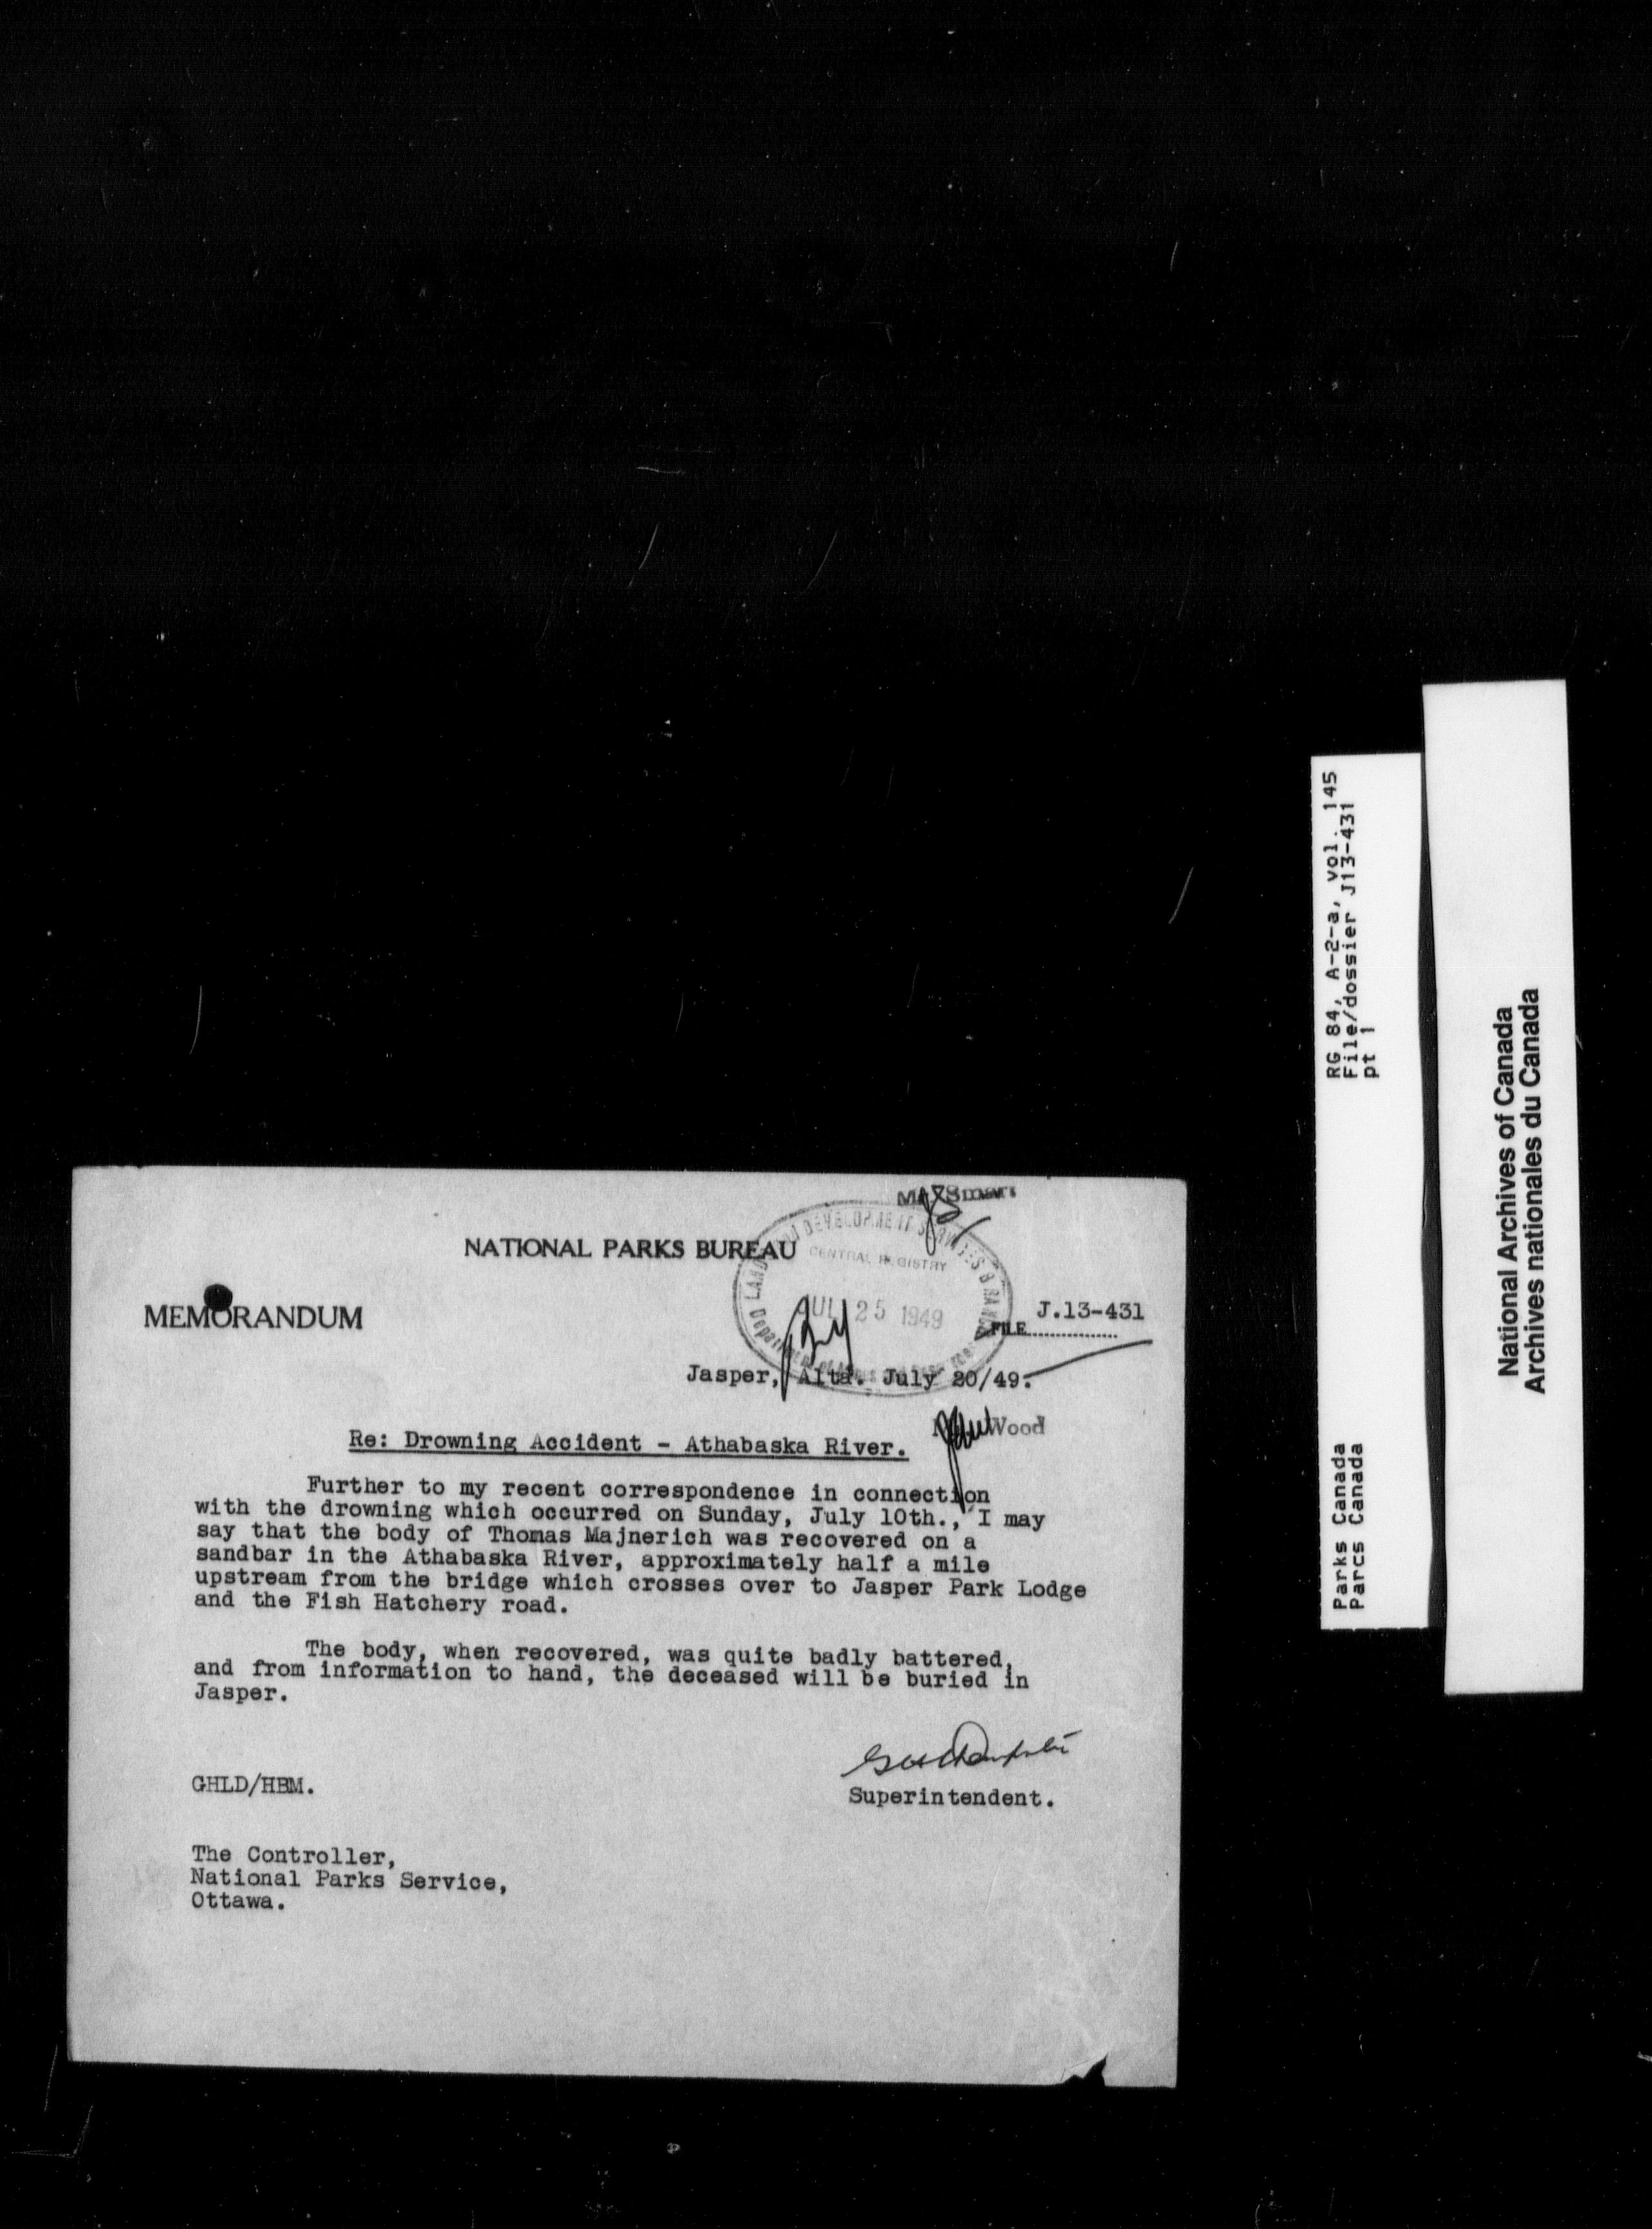 Smart
NATIONAL PARKS BUREAU
DEVELOPMENT SERVICES BRANCH
CENTRAL REGISTRY
JUL 25 1949
MEMORANDUM
J.13-431
FILE
Jasper, Alta. July 20/49.
Wood
Re: Drowning Accident - Athabaska River.
Further to my recent correspondence in connection
with the drowning which occurred on Sunday, July 10th., I may
say that the body of Thomas Majnerich was recovered on a
sandbar in the Athabaska River, approximately half a mile
upstream from the bridge which crosses over to Jasper Park Lodge
and the Fish Hatchery road.
The body, when recovered, was quite badly battered,
and from information to hand, the deceased will be buried in
Jasper.
GHLD/HBM.
Superintendent.
The Controller,
National Parks Service,
Ottawa.
RG 84, A-2-a, vol. 145
File/dossier J13-431
pt 1
Parks Canada
Parcs Canada
National Archives of Canada
Archives nationales du Canada